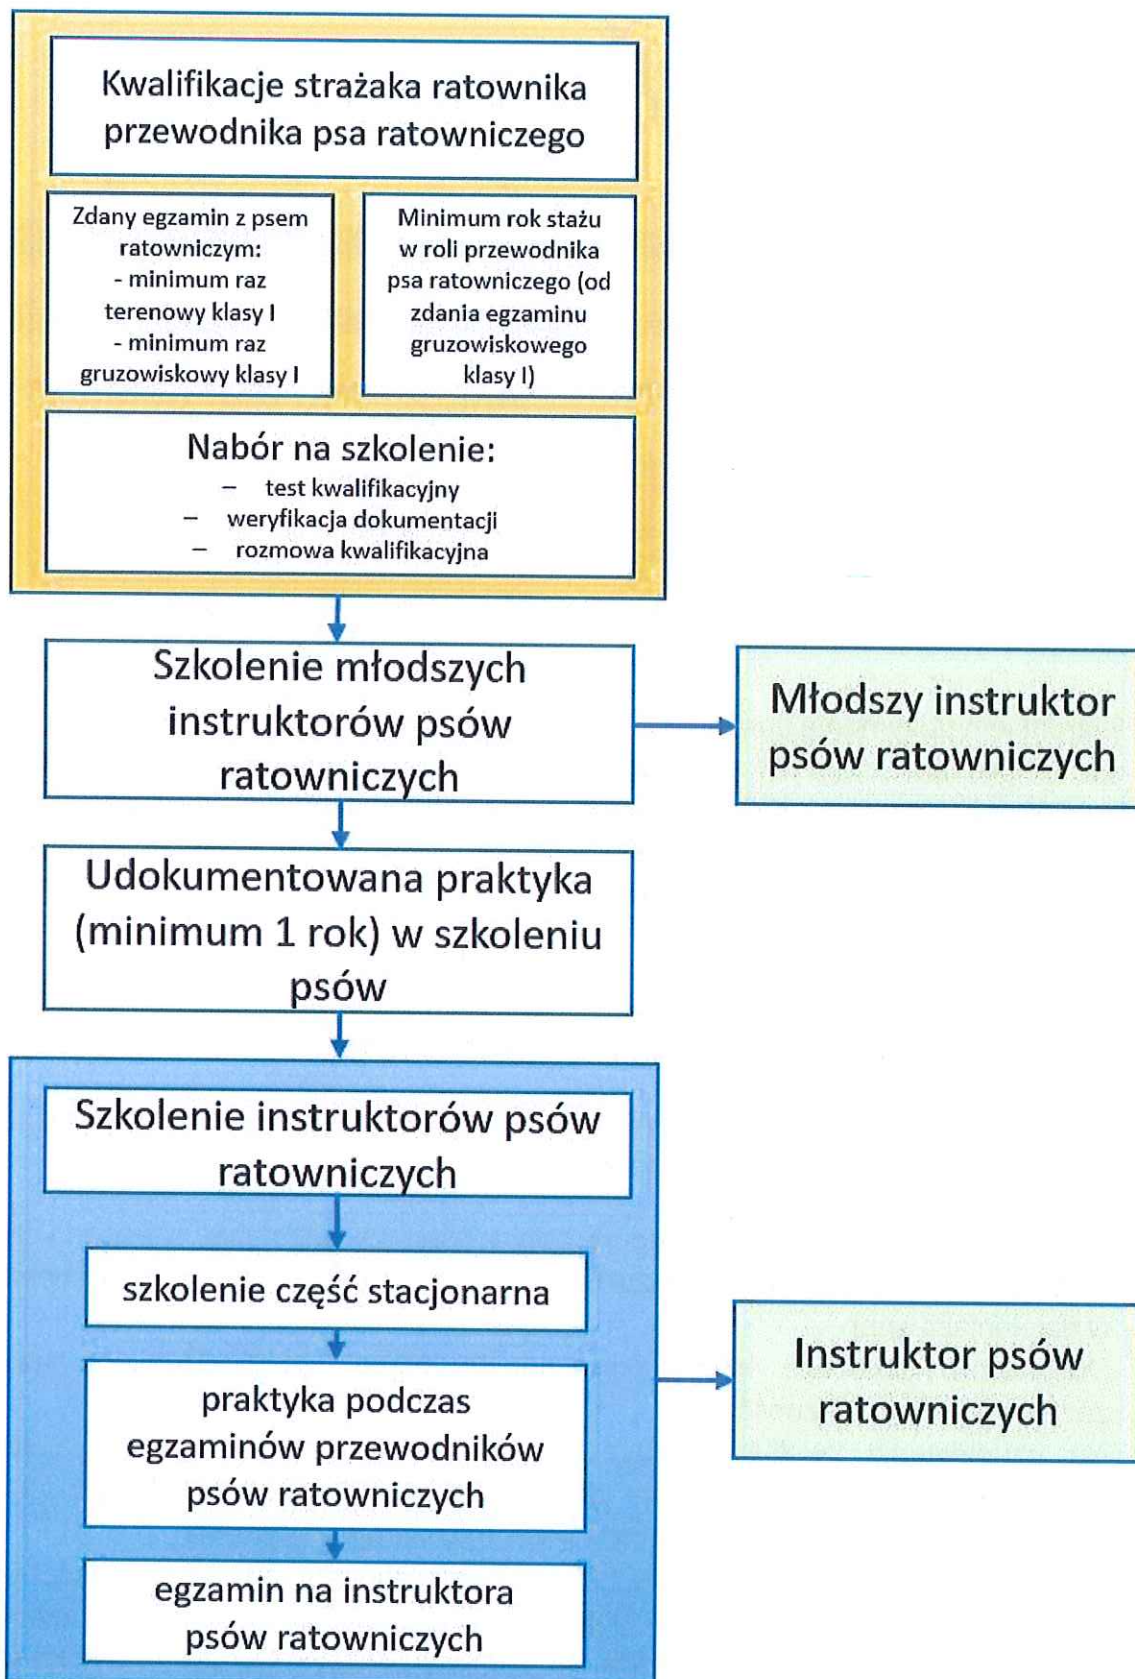 Kwalifikacje strażaka ratownika
przewodnika psa ratowniczego
Zdany egzamin z psem
ratowniczym:
- minimum raz
terenowy klasy I
- minimum raz
gruzowiskowy klasy I
Minimum rok stażu
w roli przewodnika
psa ratowniczego (od
zdania egzaminu
gruzowiskowego
klasy I)
Nabór na szkolenie:
– test kwalifikacyjny
– weryfikacja dokumentacji
– rozmowa kwalifikacyjna
Szkolenie młodszych
instruktorów psów
ratowniczych
Młodszy instruktor
psów ratowniczych
Udokumentowana praktyka
(minimum 1 rok) w szkoleniu
psów
Szkolenie instruktorów psów
ratowniczych
szkolenie część stacjonarna
praktyka podczas
egzaminów przewodników
psów ratowniczych
egzamin na instruktora
psów ratowniczych
Instruktor psów
ratowniczych